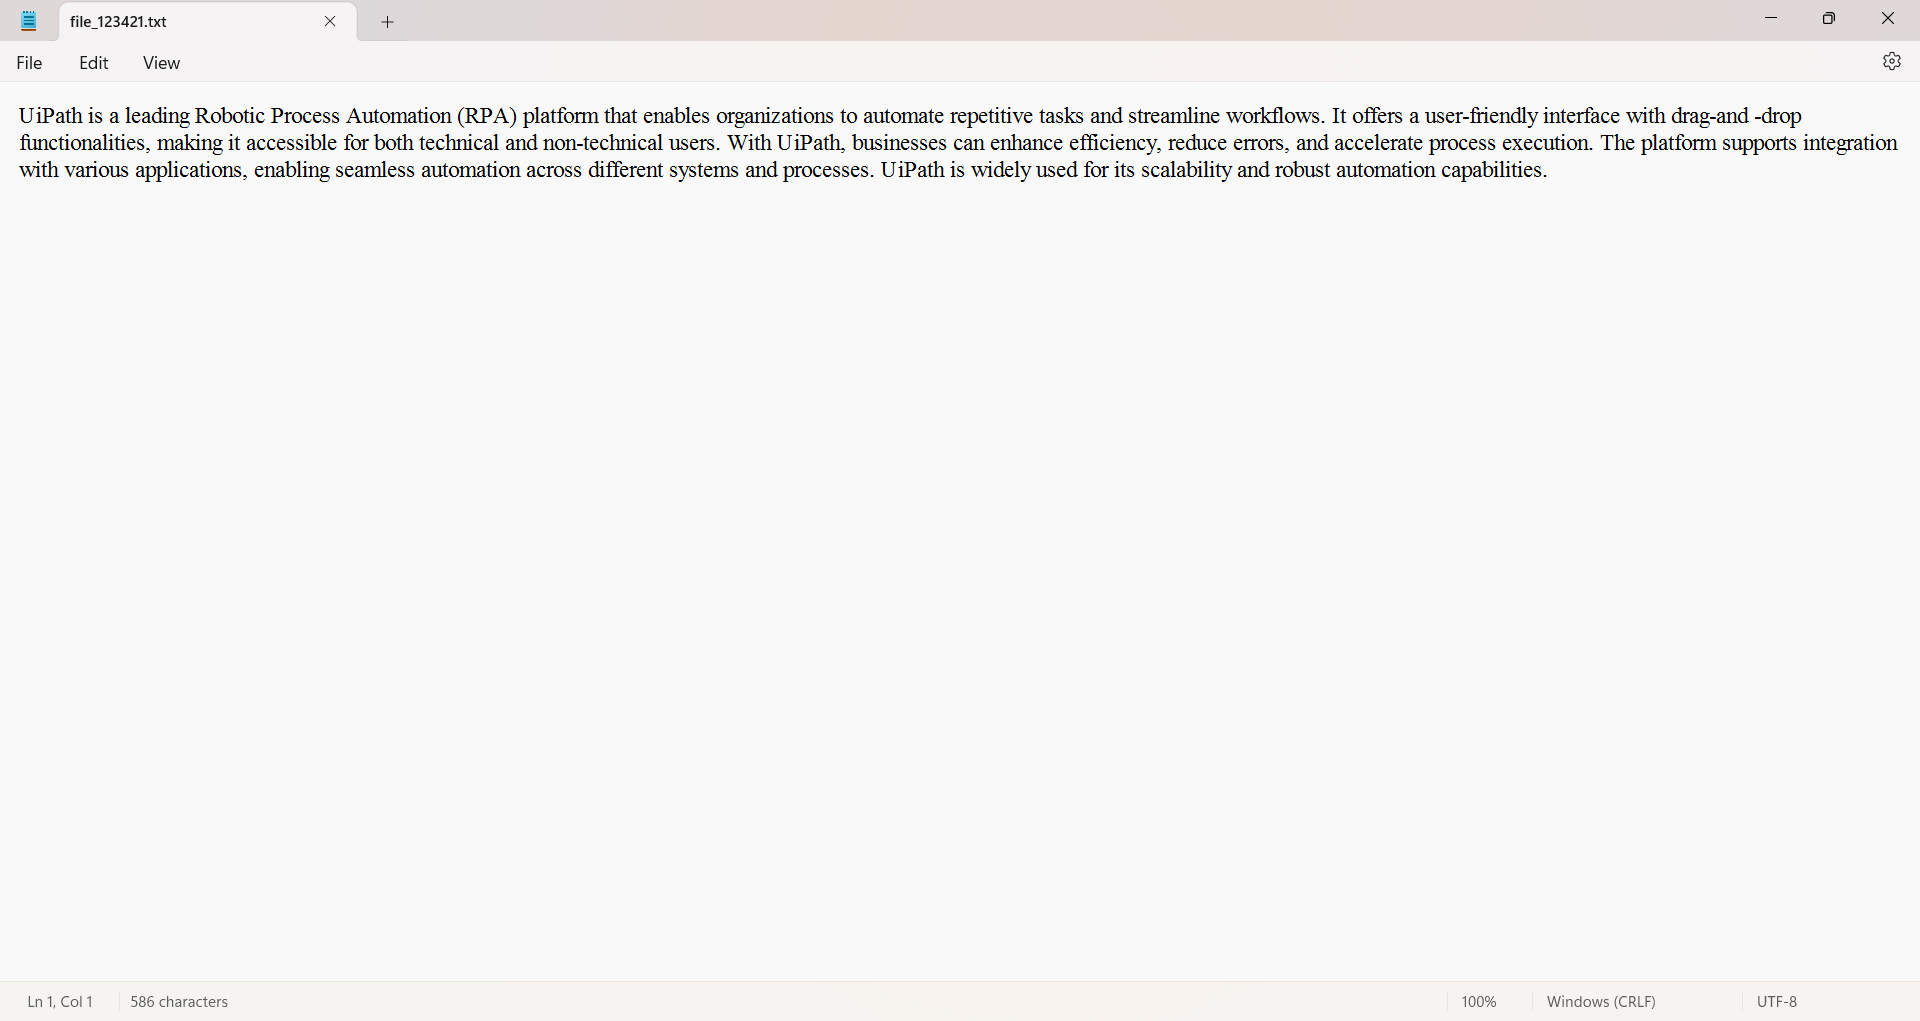 file_123421.txt
File Edit View
UiPath is a leading Robotic Process Automation (RPA) platform that enables organizations to automate repetitive tasks and streamline workflows. It offers a user-friendly interface with drag-and -drop
functionalities, making it accessible for both technical and non-technical users. With UiPath, businesses can enhance efficiency, reduce errors, and accelerate process execution. The platform supports integration
with various applications, enabling seamless automation across different systems and processes. UiPath is widely used for its scalability and robust automation capabilities.
Ln 1, Col 1 586 characters 100% Windows (CRLF) UTF-8